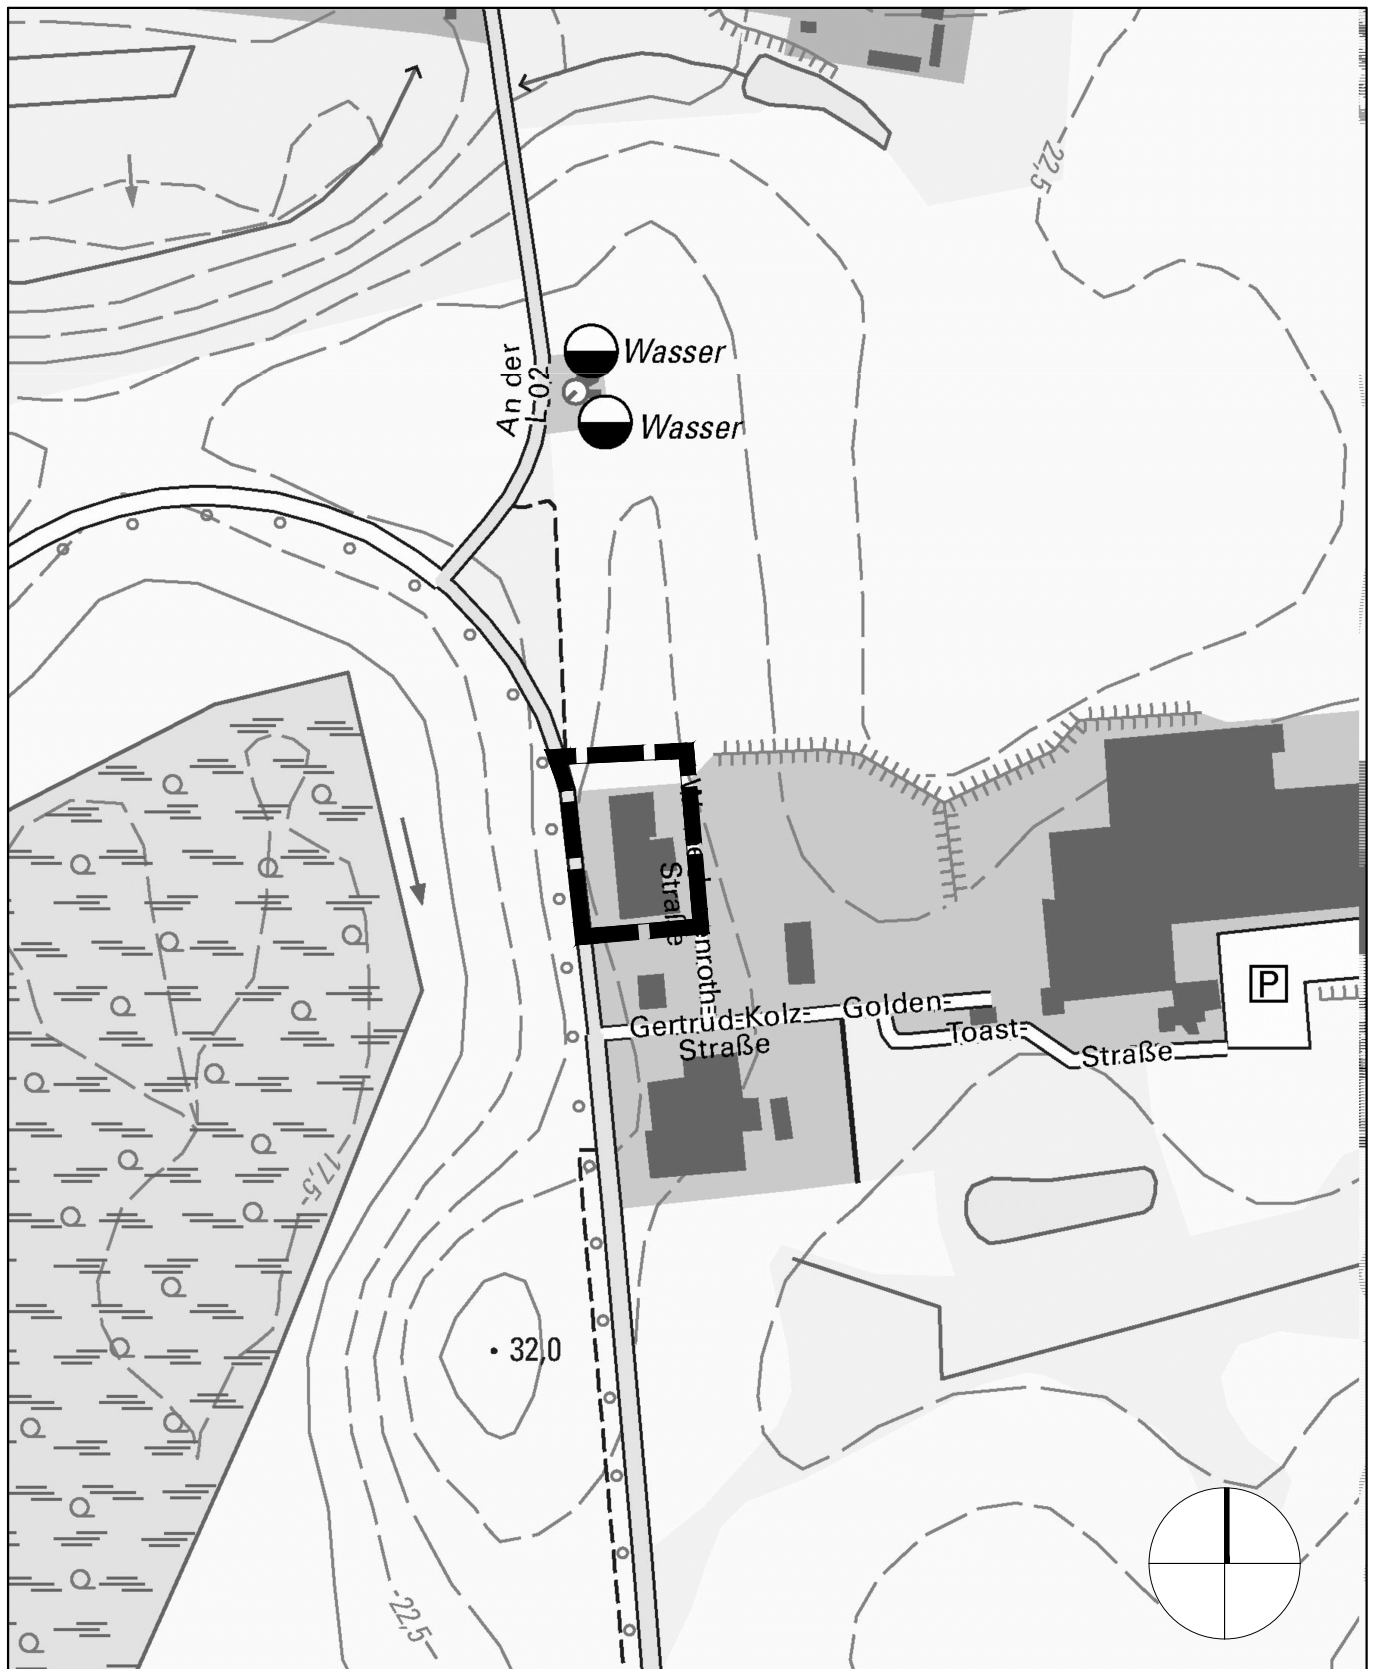 22,5
Wasser
An der
L 02
Wasser
Straße
enroth-
Gertrud-Kolz-
Straße
Golden-
Toast-
Straße
P
17,5
32,0
22,5